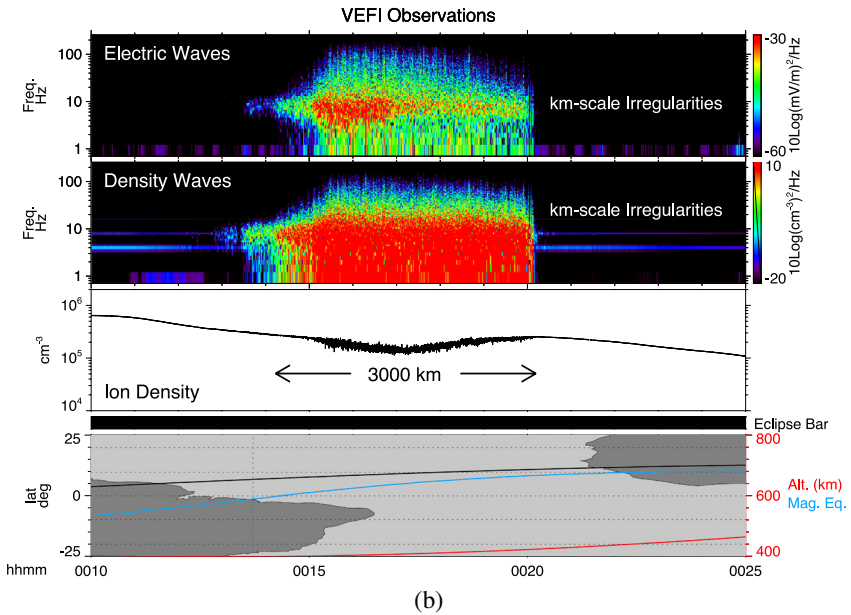 VEFI Observations
Electric Waves
km-scale Irregularities
Freq.
Hz
100
10
1
-30
-60
10Log(mV/m)²/Hz
Density Waves
km-scale Irregularities
Freq.
Hz
100
10
1
10
-20
10Log(cm⁻³)²/Hz
10⁶
10⁵
10⁴
cm⁻³
3000 km
Ion Density
Eclipse Bar
25
0
-25
lat
deg
800
600
400
Alt. (km)
Mag. Eq.
hhmm
0010
0015
0020
0025
(b)